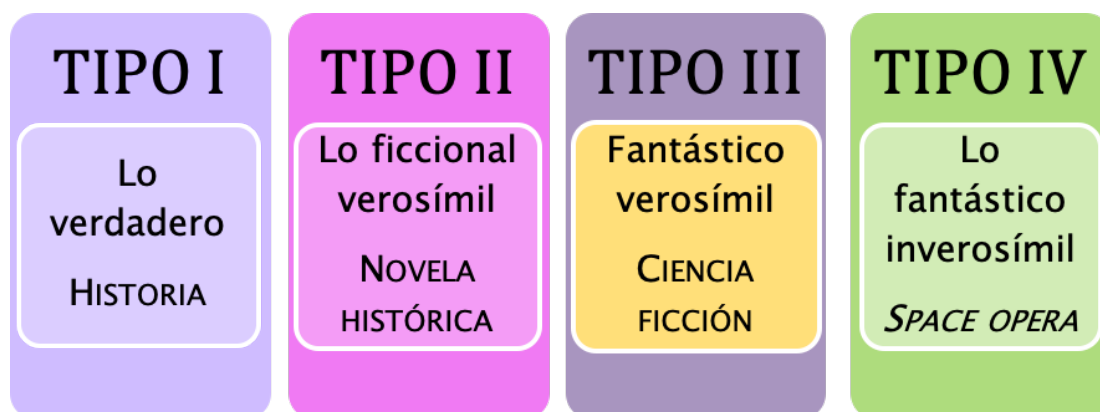 TIPO I
Lo
verdadero
HISTORIA
TIPO II
Lo ficcional
verosímil
NOVELA
HISTÓRICA
TIPO III
Fantástico
verosímil
CIENCIA
FICCIÓN
TIPO IV
Lo
fantástico
inverosímil
SPACE OPERA